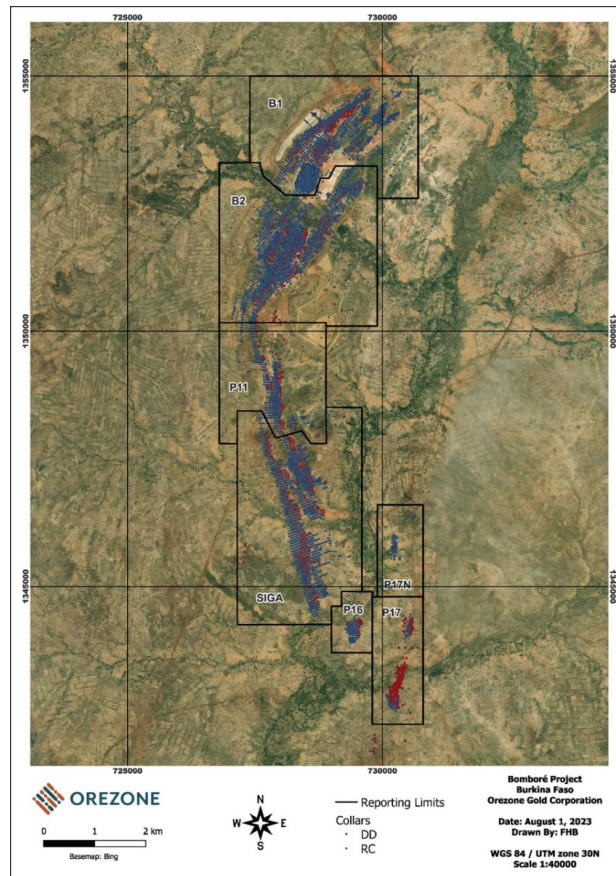 725000
730000
1355000
1355000
B1
B2
1350000
1350000
P11
1345000
1345000
P17N
SIGA
P16
P17
725000
730000
OREZONE
0
1
2 km
Basemap: Bing
N
W
E
S
Reporting Limits
Collars
DD
RC
Bomboré Project
Burkina Faso
Orezone Gold Corporation
Date: August 1, 2023
Drawn By: FHB
WGS 84 / UTM zone 30N
Scale 1:40000